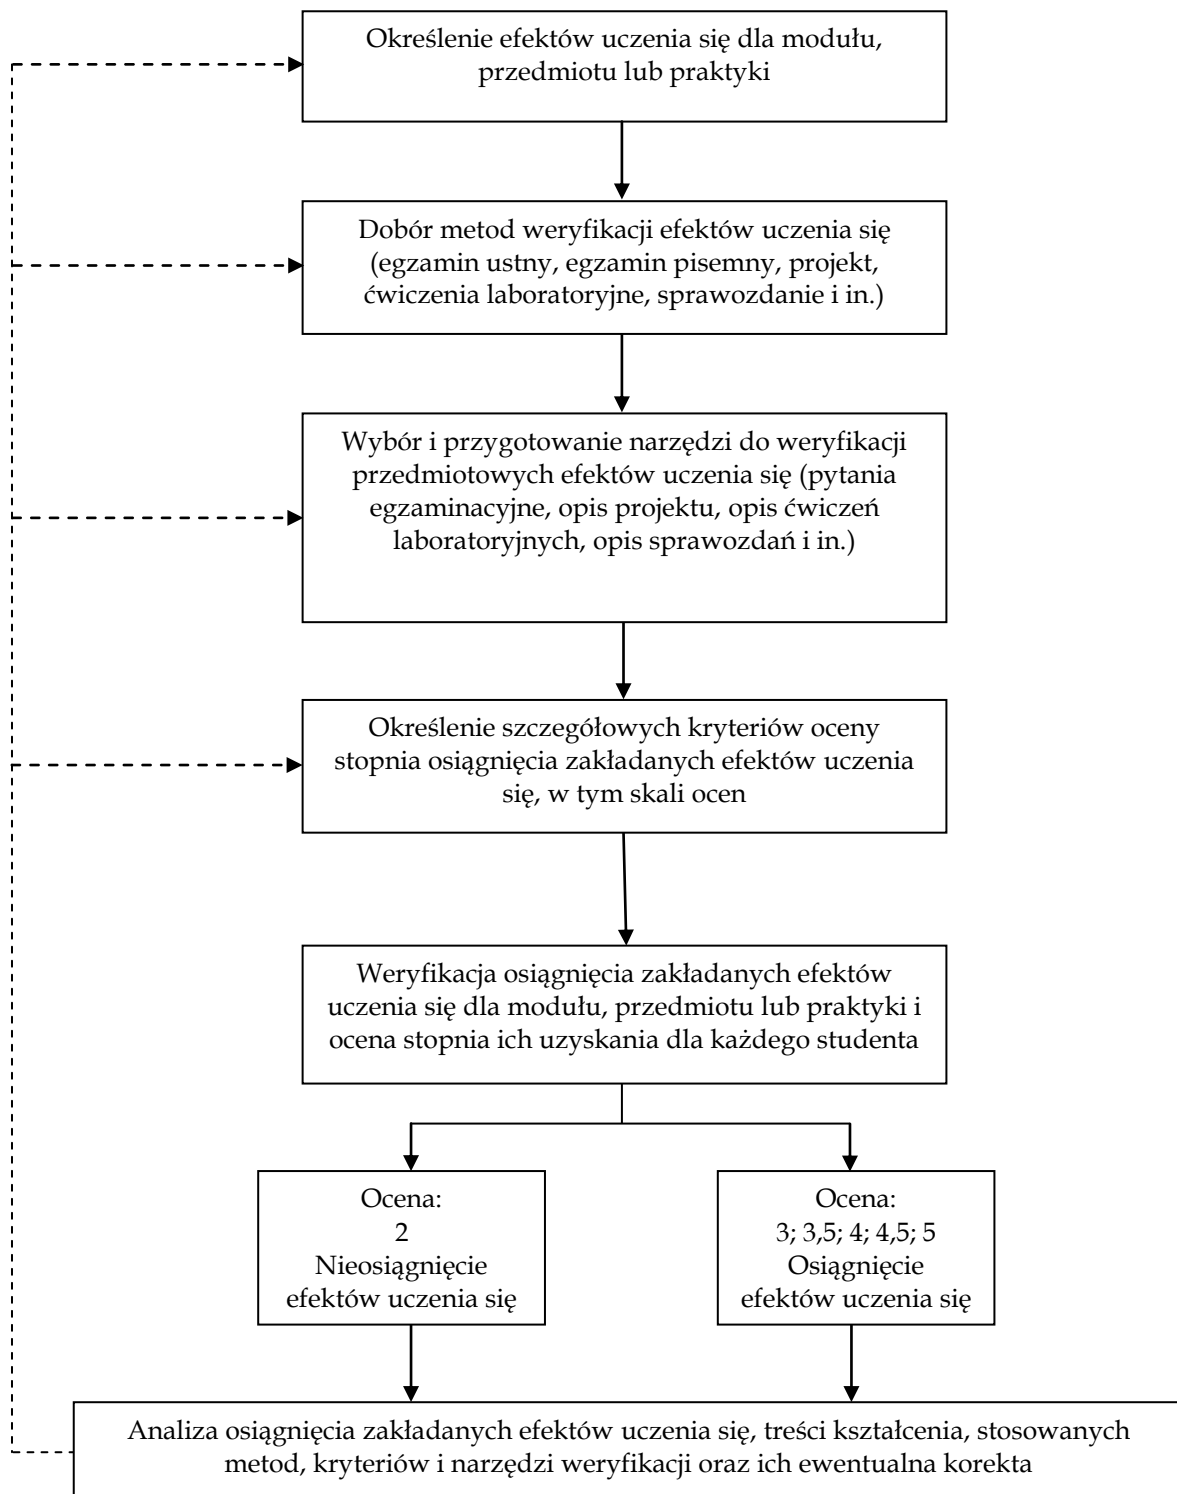 Określenie efektów uczenia się dla modułu,
przedmiotu lub praktyki
Dobór metod weryfikacji efektów uczenia się
(egzamin ustny, egzamin pisemny, projekt,
ćwiczenia laboratoryjne, sprawozdanie i in.)
Wybór i przygotowanie narzędzi do weryfikacji
przedmiotowych efektów uczenia się (pytania
egzaminacyjne, opis projektu, opis ćwiczeń
laboratoryjnych, opis sprawozdań i in.)
Określenie szczegółowych kryteriów oceny
stopnia osiągnięcia zakładanych efektów uczenia
się, w tym skali ocen
Weryfikacja osiągnięcia zakładanych efektów
uczenia się dla modułu, przedmiotu lub praktyki i
ocena stopnia ich uzyskania dla każdego studenta
Ocena:
2
Nieosiągnięcie
efektów uczenia się
Ocena:
3; 3,5; 4; 4,5; 5
Osiągnięcie
efektów uczenia się
Analiza osiągnięcia zakładanych efektów uczenia się, treści kształcenia, stosowanych
metod, kryteriów i narzędzi weryfikacji oraz ich ewentualna korekta